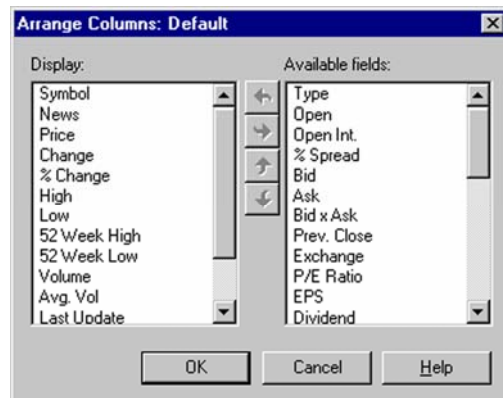 Arrange Columns: Default
Display:
Symbol
News
Price
Change
% Change
High
Low
52 Week High
52 Week Low
Volume
Avg. Vol
Last Update
Available fields:
Type
Open
Open Int.
% Spread
Bid
Ask
Bid x Ask
Prev. Close
Exchange
P/E Ratio
EPS
Dividend
OK
Cancel
Help